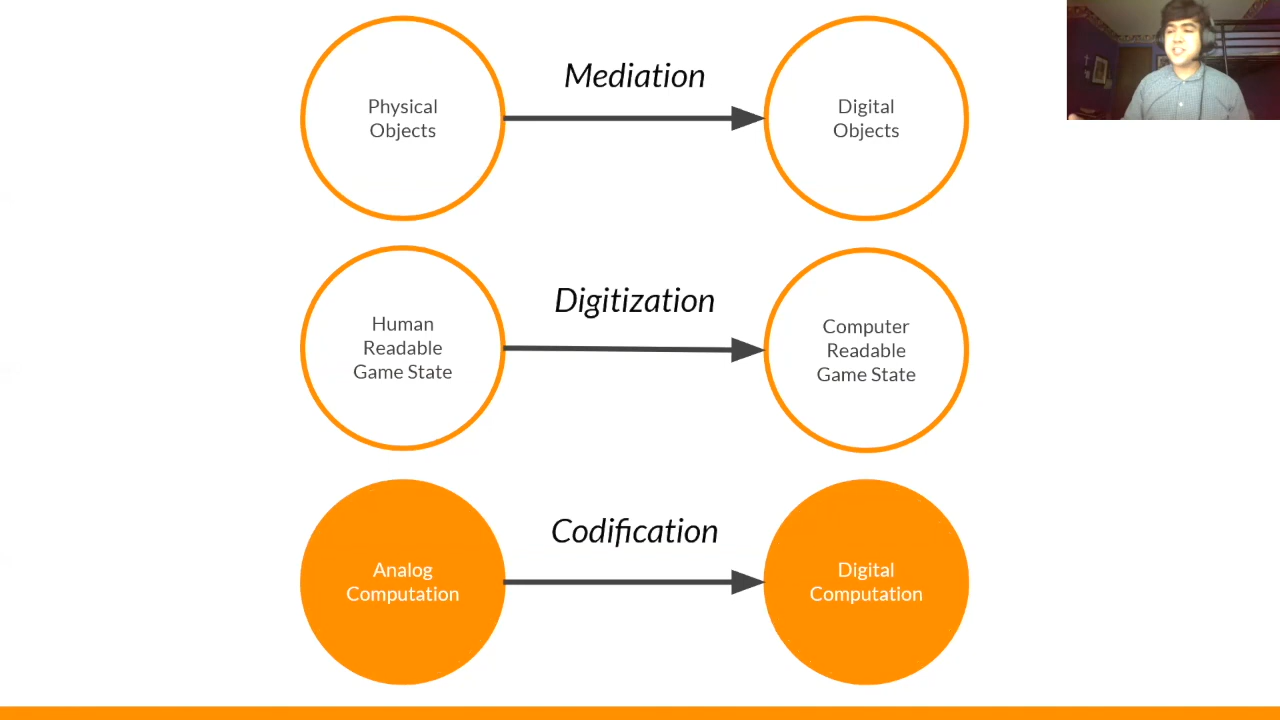 Physical
Objects
Mediation
Digital
Objects
Human
Readable
Game State
Digitization
Computer
Readable
Game State
Analog
Computation
Codification
Digital
Computation